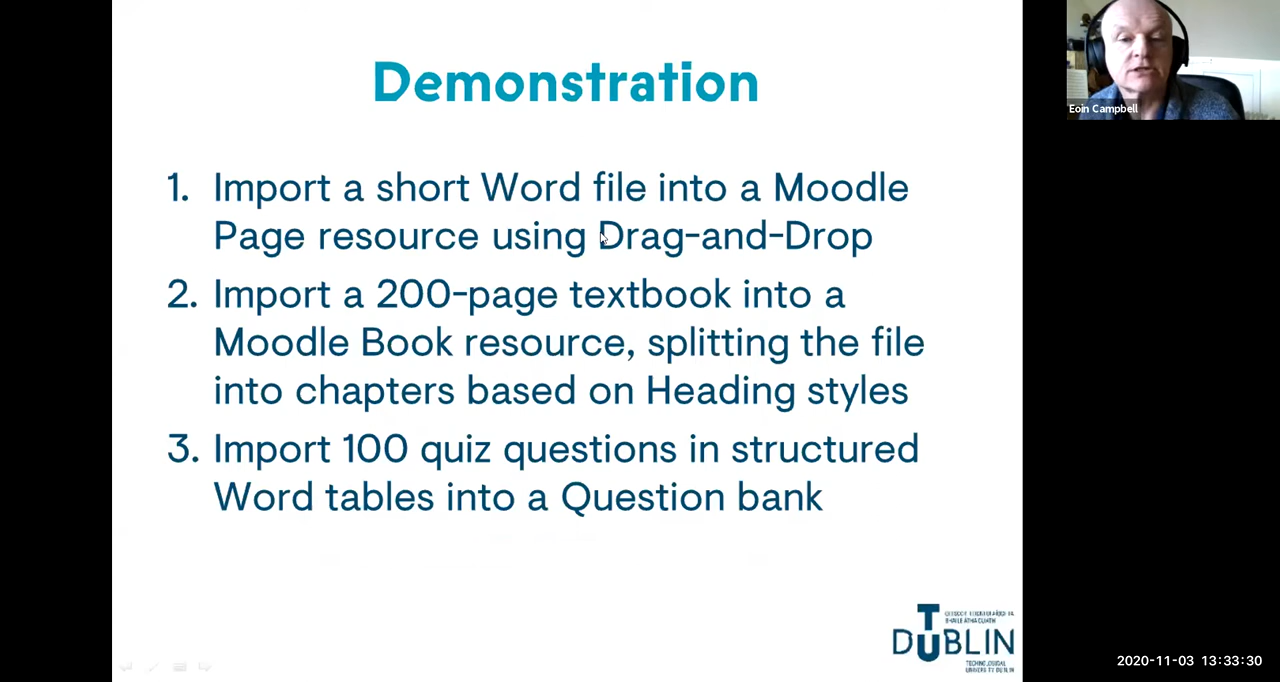 Demonstration
Eoin Campbell
1. Import a short Word file into a Moodle
Page resource using Drag-and-Drop
2. Import a 200-page textbook into a
Moodle Book resource, splitting the file
into chapters based on Heading styles
3. Import 100 quiz questions in structured
Word tables into a Question bank
DUBLIN
2020-11-03 13:33:30